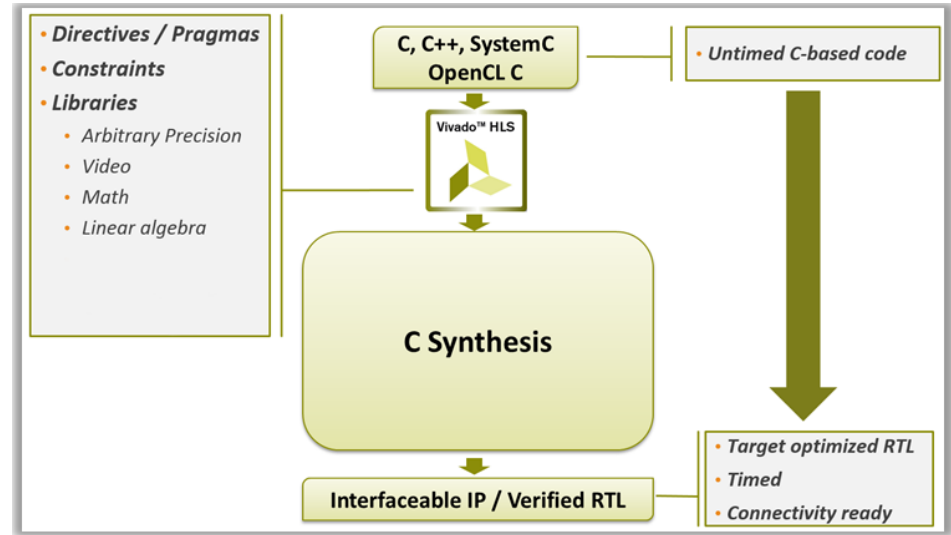 • Directives / Pragmas
• Constraints
• Libraries
• Arbitrary Precision
• Video
• Math
• Linear algebra
C, C++, SystemC
OpenCL C
• Untimed C-based code
Vivado™ HLS
C Synthesis
Interfaceable IP / Verified RTL
• Target optimized RTL
• Timed
• Connectivity ready